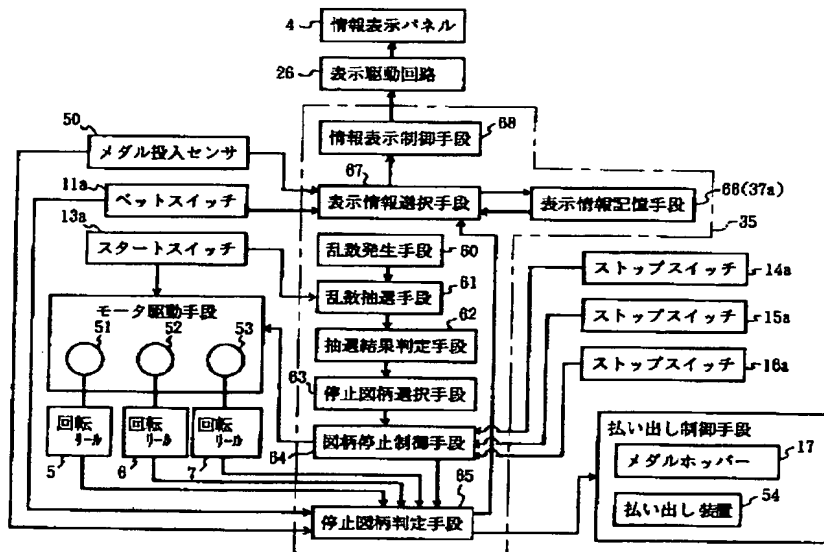 4
情報表示パネル
26
表示駆動回路
50
メダル投入センサ
情報表示制御手段
68
11a
ベットスイッチ
67
表示情報選択手段
表示情報記憶手段
66(37a)
35
13a
スタートスイッチ
乱数発生手段
60
乱数抽選手段
61
ストップスイッチ
14a
モータ駆動手段
51
52
53
抽選結果判定手段
62
ストップスイッチ
15a
63
停止図柄選択手段
ストップスイッチ
16a
回転
リール
回転
リール
回転
リール
5
6
7
64
図柄停止制御手段
払い出し制御手段
メダルホッパー
17
65
停止図柄判定手段
払い出し装置
54